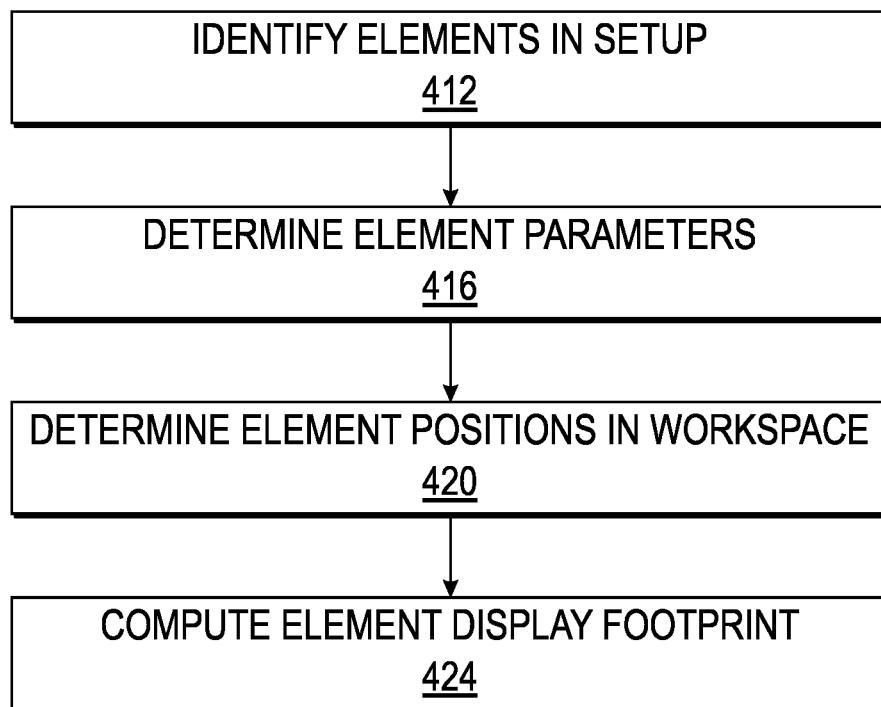 IDENTIFY ELEMENTS IN SETUP
412
DETERMINE ELEMENT PARAMETERS
416
DETERMINE ELEMENT POSITIONS IN WORKSPACE
420
COMPUTE ELEMENT DISPLAY FOOTPRINT
424